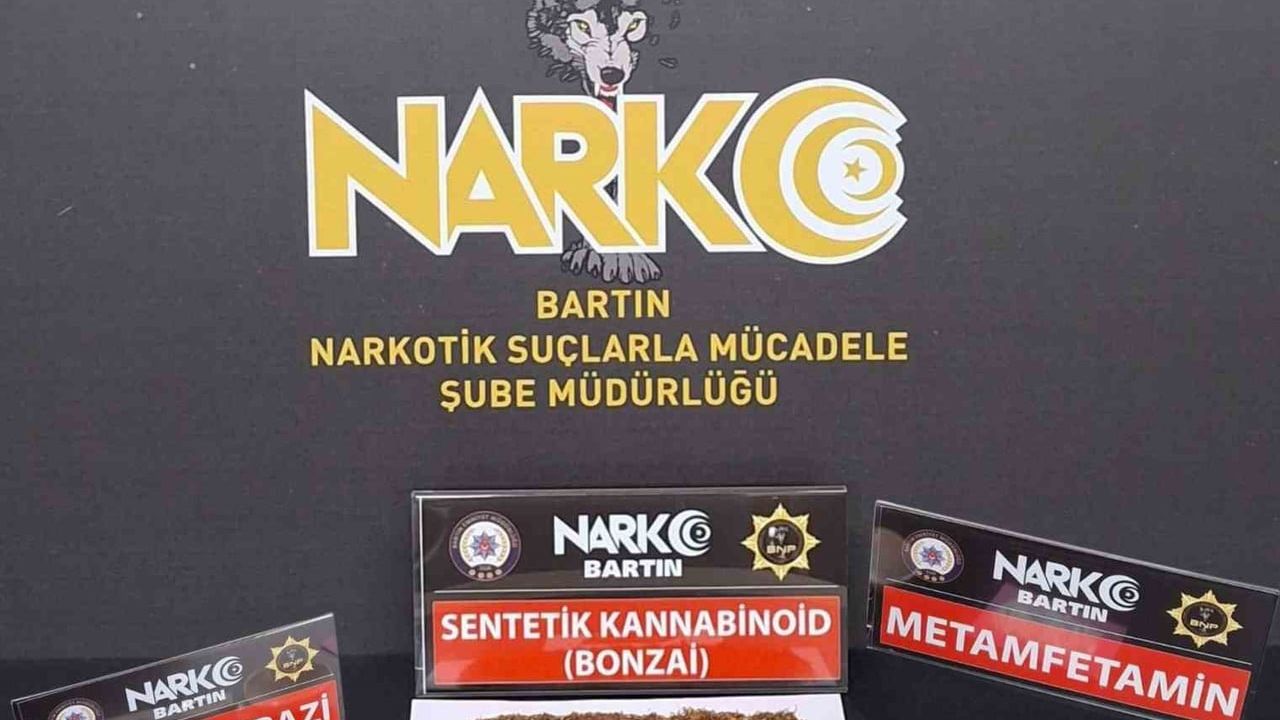 NARKO
BARTIN
NARKOTİK SUÇLARLA MÜCADELE
ŞUBE MÜDÜRLÜĞÜ
NARKO
BARTIN
BNP
SENTETİK KANNABİNOİD
(BONZAİ)
NARKO
BARTIN
BNP
METAMFETAMİN
NARKO
BARTIN
BNP